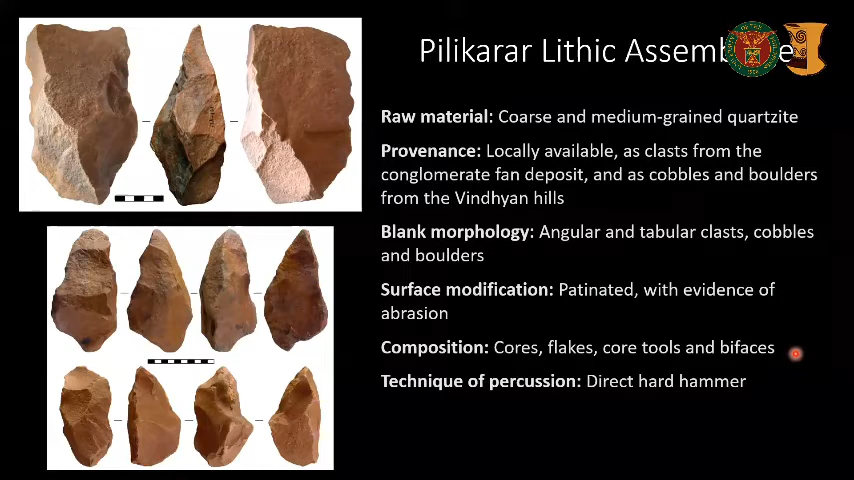 Pilikarar Lithic Assem
Raw material: Coarse and medium-grained quartzite
Provenance: Locally available, as clasts from the
conglomerate fan deposit, and as cobbles and boulders
from the Vindhyan hills
Blank morphology: Angular and tabular clasts, cobbles
and boulders
Surface modification: Patinated, with evidence of
abrasion
Composition: Cores, flakes, core tools and bifaces
Technique of percussion: Direct hard hammer